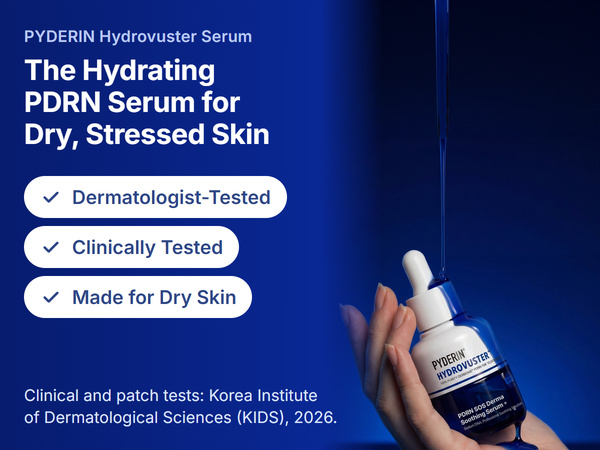 PYDERIN Hydrovuster Serum
The Hydrating
PDRN Serum for
Dry, Stressed Skin
Dermatologist-Tested
Clinically Tested
Made for Dry Skin
Clinical and patch tests: Korea Institute
of Dermatological Sciences (KIDS), 2026.
PYDERIN
HYDROVUSTER
PDRN SOS Derma
Soothing Serum